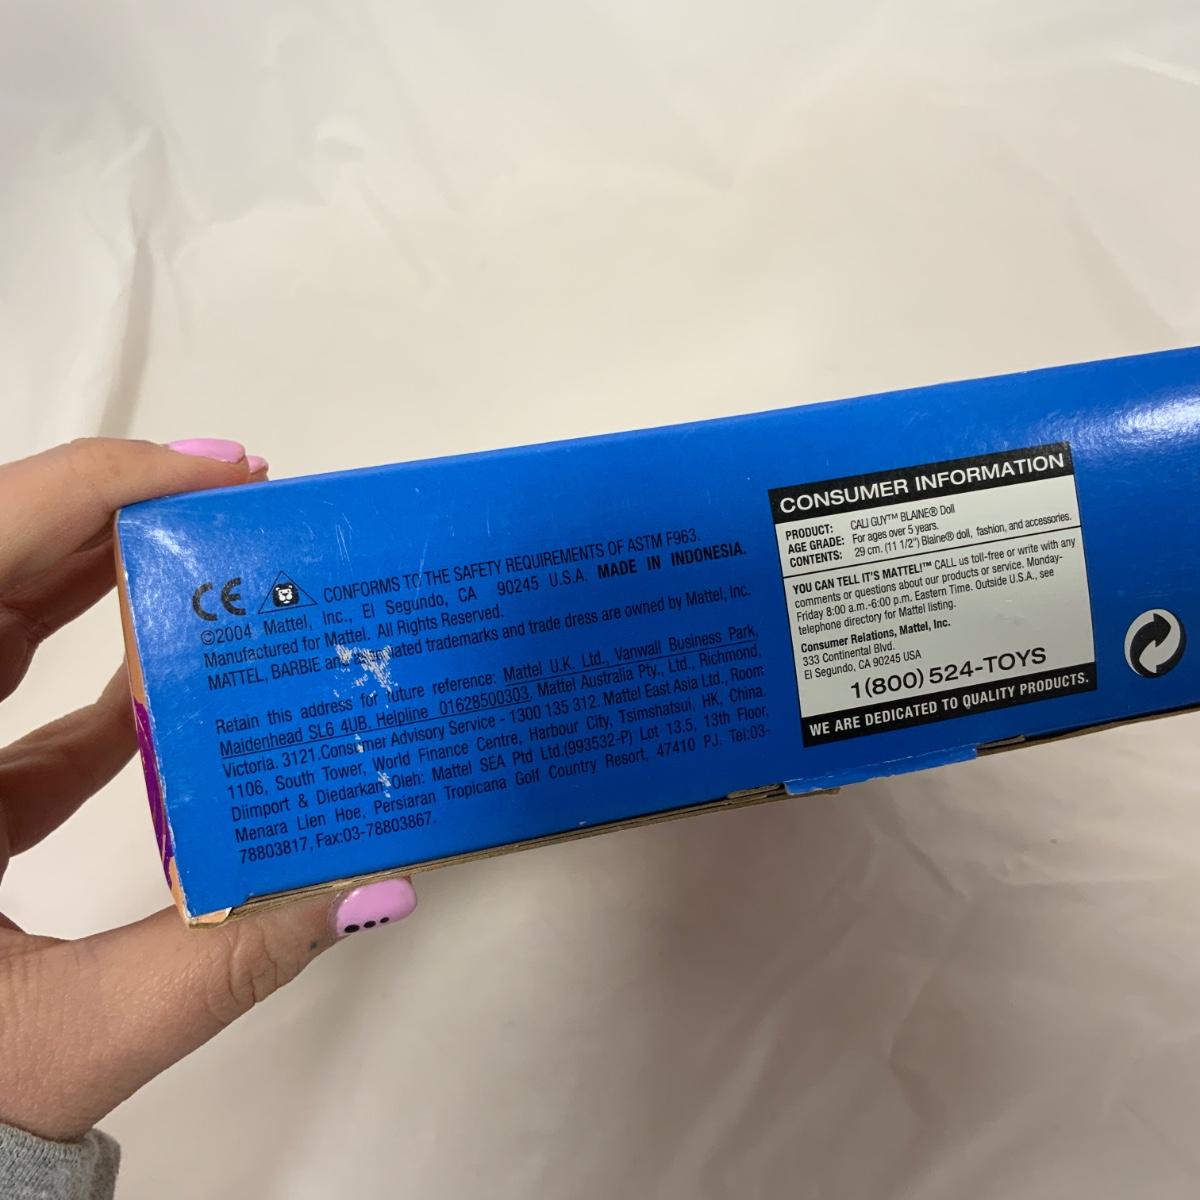 CE CONFORMS TO THE SAFETY REQUIREMENTS OF ASTM F963.
©2004 Mattel, Inc., El Segundo, CA 90245 U.S.A. MADE IN INDONESIA.
Manufactured for Mattel. All Rights Reserved.
MATTEL, BARBIE and associated trademarks and trade dress are owned by Mattel, Inc.
Retain this address for future reference: Mattel U.K. Ltd., Vanwall Business Park,
Maidenhead SL6 4UB. Helpline 01628500303. Mattel Australia Pty., Ltd., Richmond,
Victoria. 3121.Consumer Advisory Service - 1300 135 312. Mattel East Asia Ltd., Room
1106, South Tower, World Finance Centre, Harbour City, Tsimshatsui, HK, China.
Diimport & Diedarkan Oleh: Mattel SEA Ptd Ltd.(993532-P) Lot 13.5, 13th Floor,
Menara Lien Hoe, Persiaran Tropicana Golf Country Resort, 47410 PJ. Tel:03-
78803817, Fax:03-78803867.
CONSUMER INFORMATION
PRODUCT: CALI GUY™ BLAINE® Doll
AGE GRADE: For ages over 5 years.
CONTENTS: 29 cm. (11 1/2") Blaine® doll, fashion, and accessories.
YOU CAN TELL IT'S MATTEL!™ CALL us toll-free or write with any
comments or questions about our products or service. Monday-
Friday 8:00 a.m.-6:00 p.m. Eastern Time. Outside U.S.A., see
telephone directory for Mattel listing.
Consumer Relations, Mattel, Inc.
333 Continental Blvd.
El Segundo, CA 90245 USA
1(800) 524-TOYS
WE ARE DEDICATED TO QUALITY PRODUCTS.